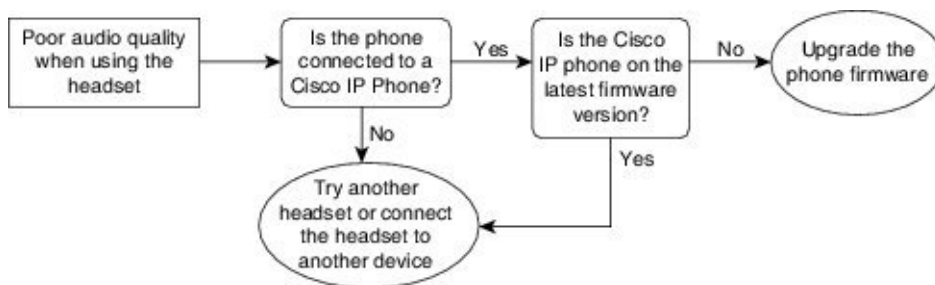 Poor audio quality
when using the
headset
Is the phone
connected to a
Cisco IP Phone?
Yes
Is the Cisco
IP phone on the
latest firmware
version?
No
Upgrade the
phone firmware
No
Yes
Try another
headset or connect
the headset to
another device